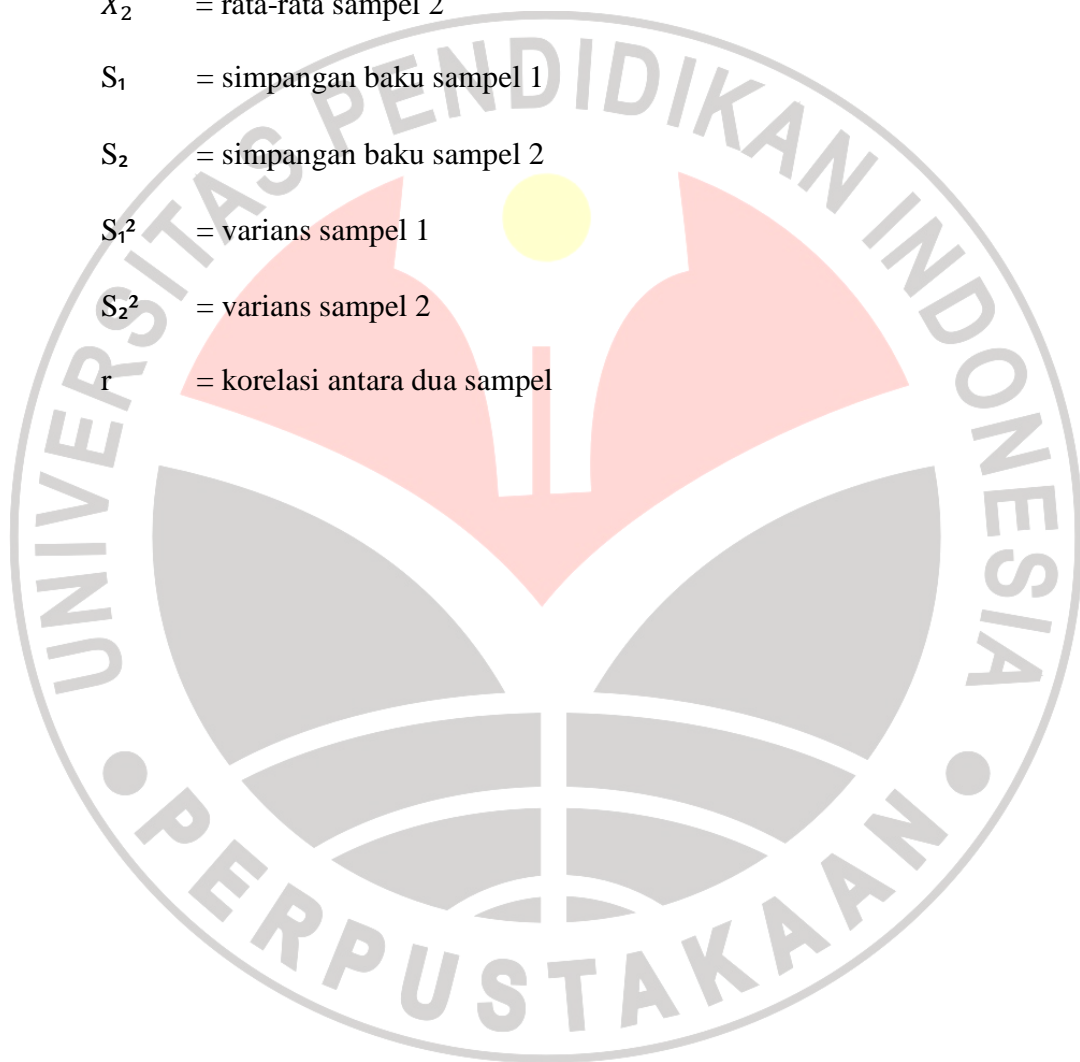 X₂ = rata-rata sampel 2
S₁ = simpangan baku sampel 1
S₂ = simpangan baku sampel 2
S₁² = varians sampel 1
S₂² = varians sampel 2
r = korelasi antara dua sampel
UNIVERSITAS PENDIDIKAN INDONESIA
PERPUSTAKAAN